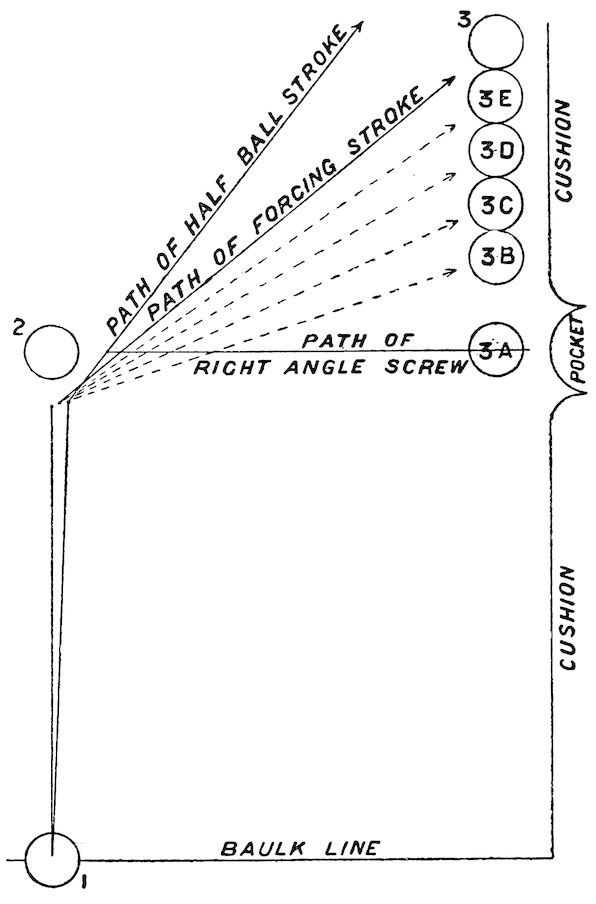 3
3E
3D
3C
3B
3A
CUSHION
PATH OF HALF BALL STROKE
PATH OF FORCING STROKE
2
PATH OF
RIGHT ANGLE SCREW
POCKET
CUSHION
BAULK LINE
1